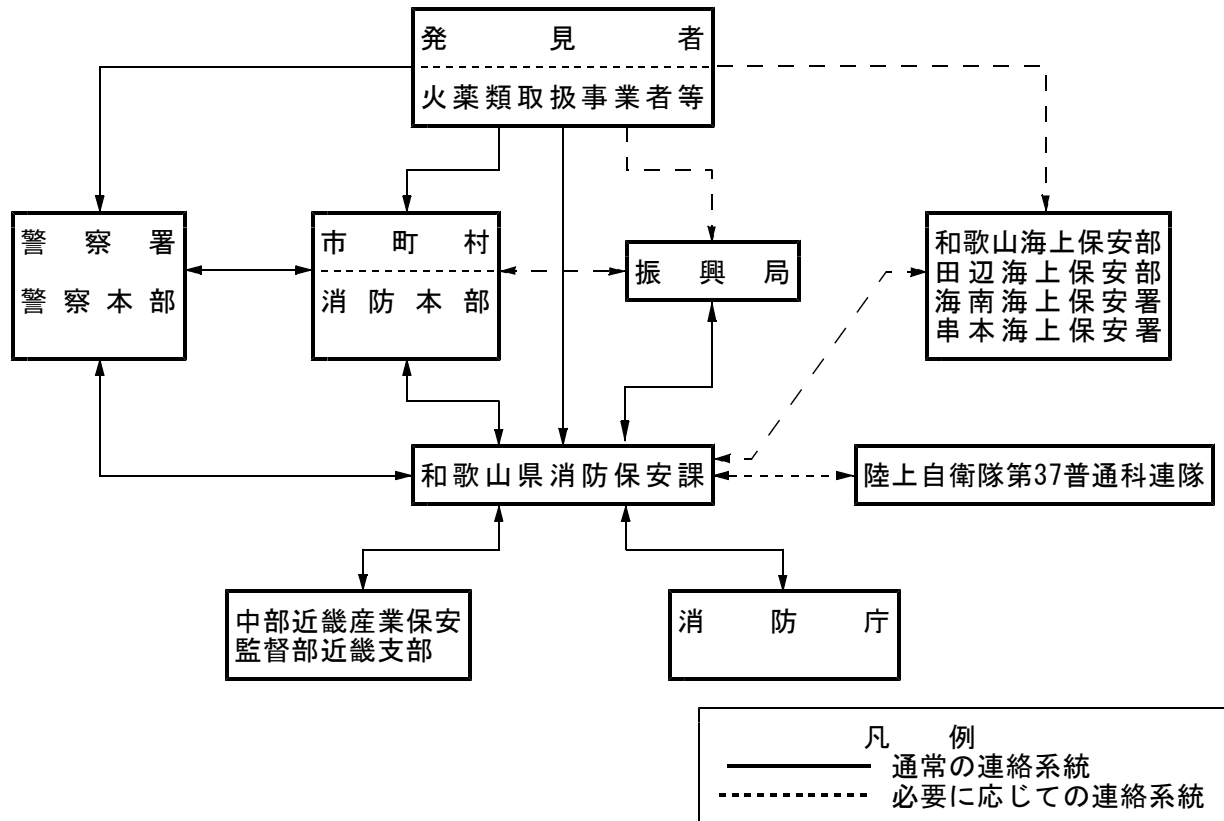 発見者
火薬類取扱事業者等
警察署
警察本部
市町村
消防本部
振興局
和歌山海上保安部
田辺海上保安部
海南海上保安署
串本海上保安署
和歌山県消防保安課
陸上自衛隊第37普通科連隊
中部近畿産業保安
監督部近畿支部
消防庁
凡例
通常の連絡系統
必要に応じての連絡系統